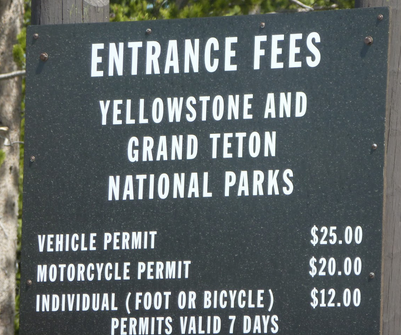 ENTRANCE FEES
YELLOWSTONE AND
GRAND TETON
NATIONAL PARKS
VEHICLE PERMIT $25.00
MOTORCYCLE PERMIT $20.00
INDIVIDUAL (FOOT OR BICYCLE) $12.00
PERMITS VALID 7 DAYS